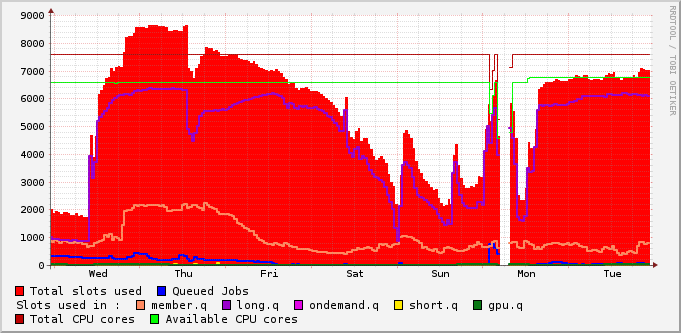 9000
8000
7000
6000
5000
4000
3000
2000
1000
0
Wed Thu Fri Sat Sun Mon Tue
RRDTOOL / TOBI OETIKER
Total slots used Queued Jobs
Slots used in : member.q long.q ondemand.q short.q gpu.q
Total CPU cores Available CPU cores